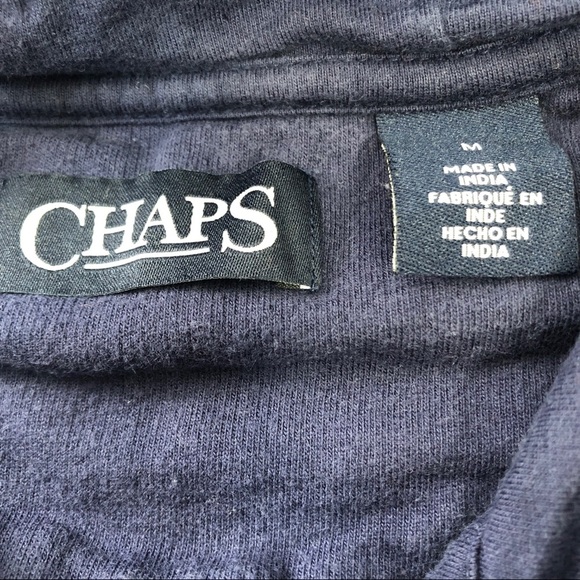 CHAPS
M
MADE IN
INDIA
FABRIQUÉ EN
INDE
HECHO EN
INDIA